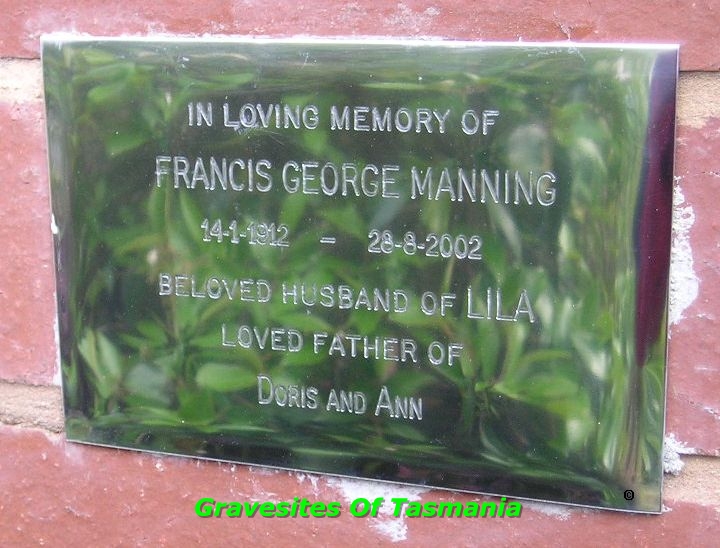 IN LOVING MEMORY OF
FRANCIS GEORGE MANNING
14-1-1912 - 28-8-2002
BELOVED HUSBAND OF LILA
LOVED FATHER OF
DORIS AND ANN
Gravesites Of Tasmania